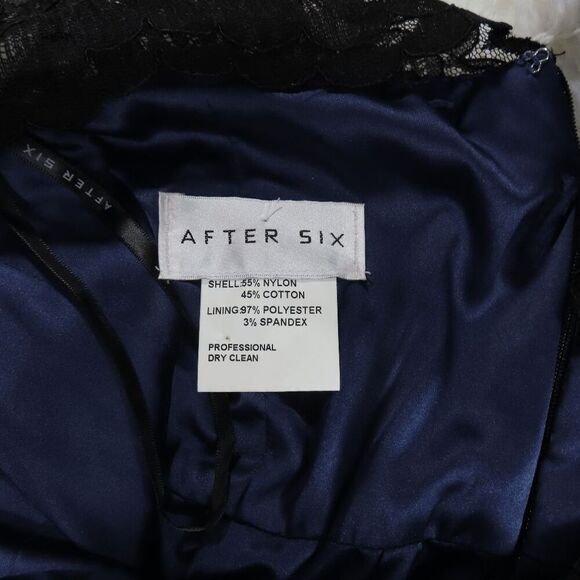 AFTER SIX
AFTER SIX
SHELL:55% NYLON
45% COTTON
LINING:97% POLYESTER
3% SPANDEX
PROFESSIONAL
DRY CLEAN